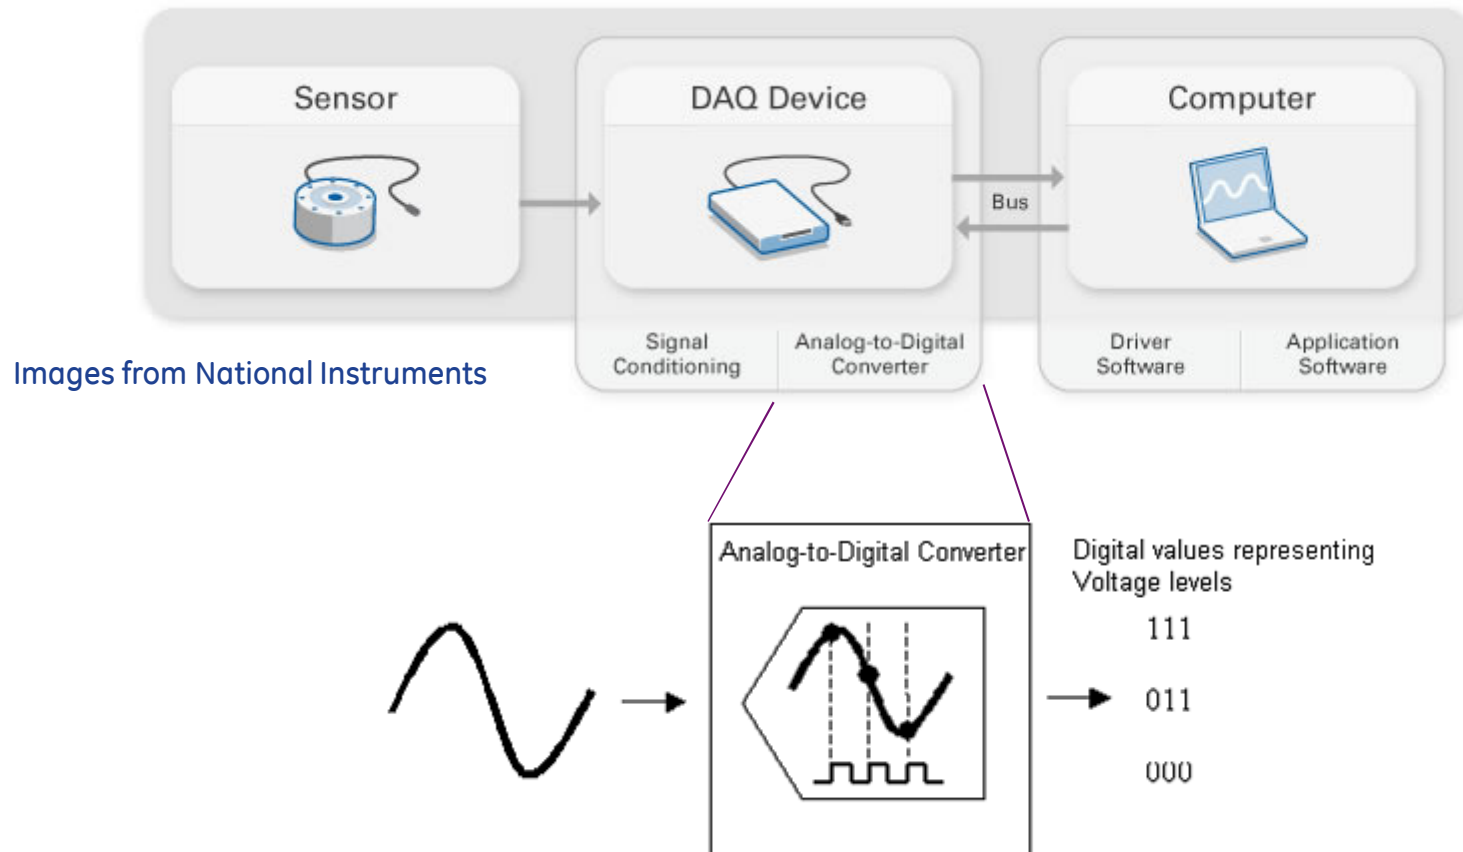 Sensor
DAQ Device
Computer
Bus
Signal
Conditioning
Analog-to-Digital
Converter
Driver
Software
Application
Software
Images from National Instruments
Analog-to-Digital Converter
Digital values representing
Voltage levels
111
011
000